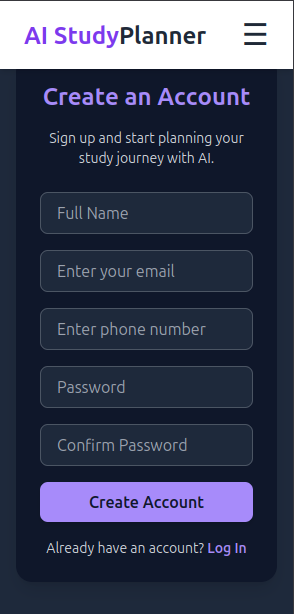 AI StudyPlanner
Create an Account
Sign up and start planning your
study journey with AI.
Full Name
Enter your email
Enter phone number
Password
Confirm Password
Create Account
Already have an account? Log In